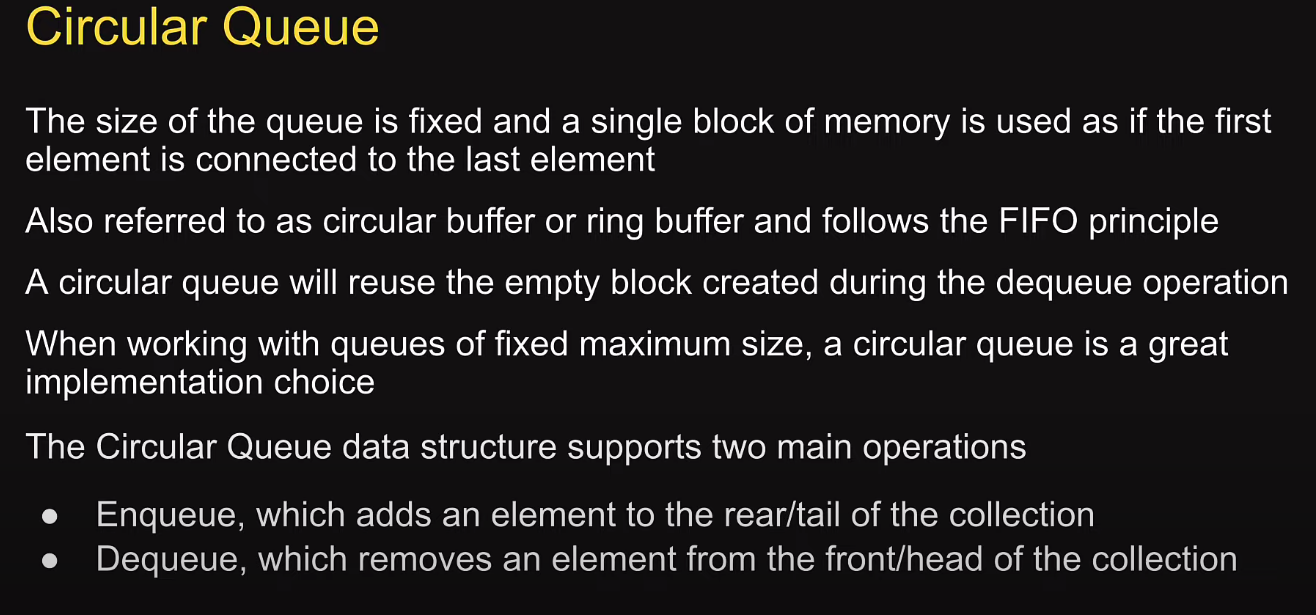 Circular Queue
The size of the queue is fixed and a single block of memory is used as if the first
element is connected to the last element
Also referred to as circular buffer or ring buffer and follows the FIFO principle
A circular queue will reuse the empty block created during the dequeue operation
When working with queues of fixed maximum size, a circular queue is a great
implementation choice
The Circular Queue data structure supports two main operations
● Enqueue, which adds an element to the rear/tail of the collection
● Dequeue, which removes an element from the front/head of the collection